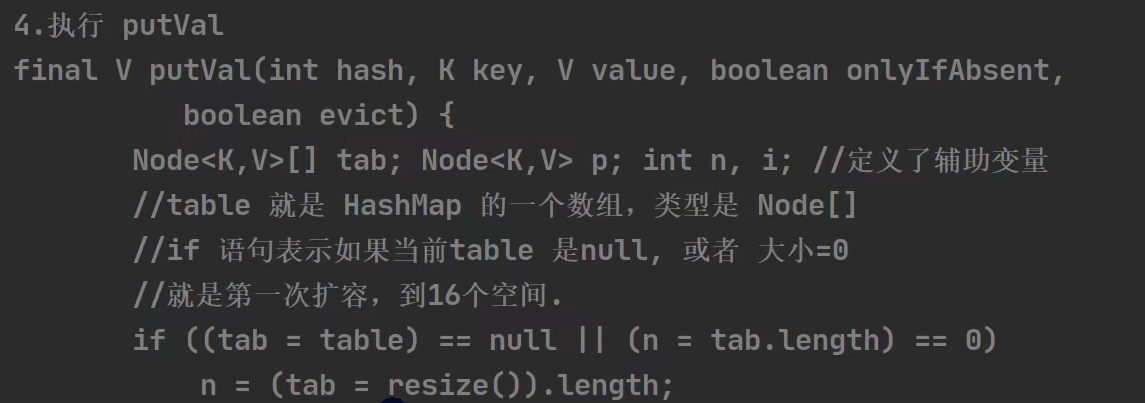 4.执行 putVal
final V putVal(int hash, K key, V value, boolean onlyIfAbsent,
boolean evict) {
Node<K,V>[] tab; Node<K,V> p; int n, i; //定义了辅助变量
//table 就是 HashMap 的一个数组，类型是 Node[]
//if 语句表示如果当前table 是null, 或者 大小=0
//就是第一次扩容，到16个空间.
if ((tab = table) == null || (n = tab.length) == 0)
n = (tab = resize()).length;